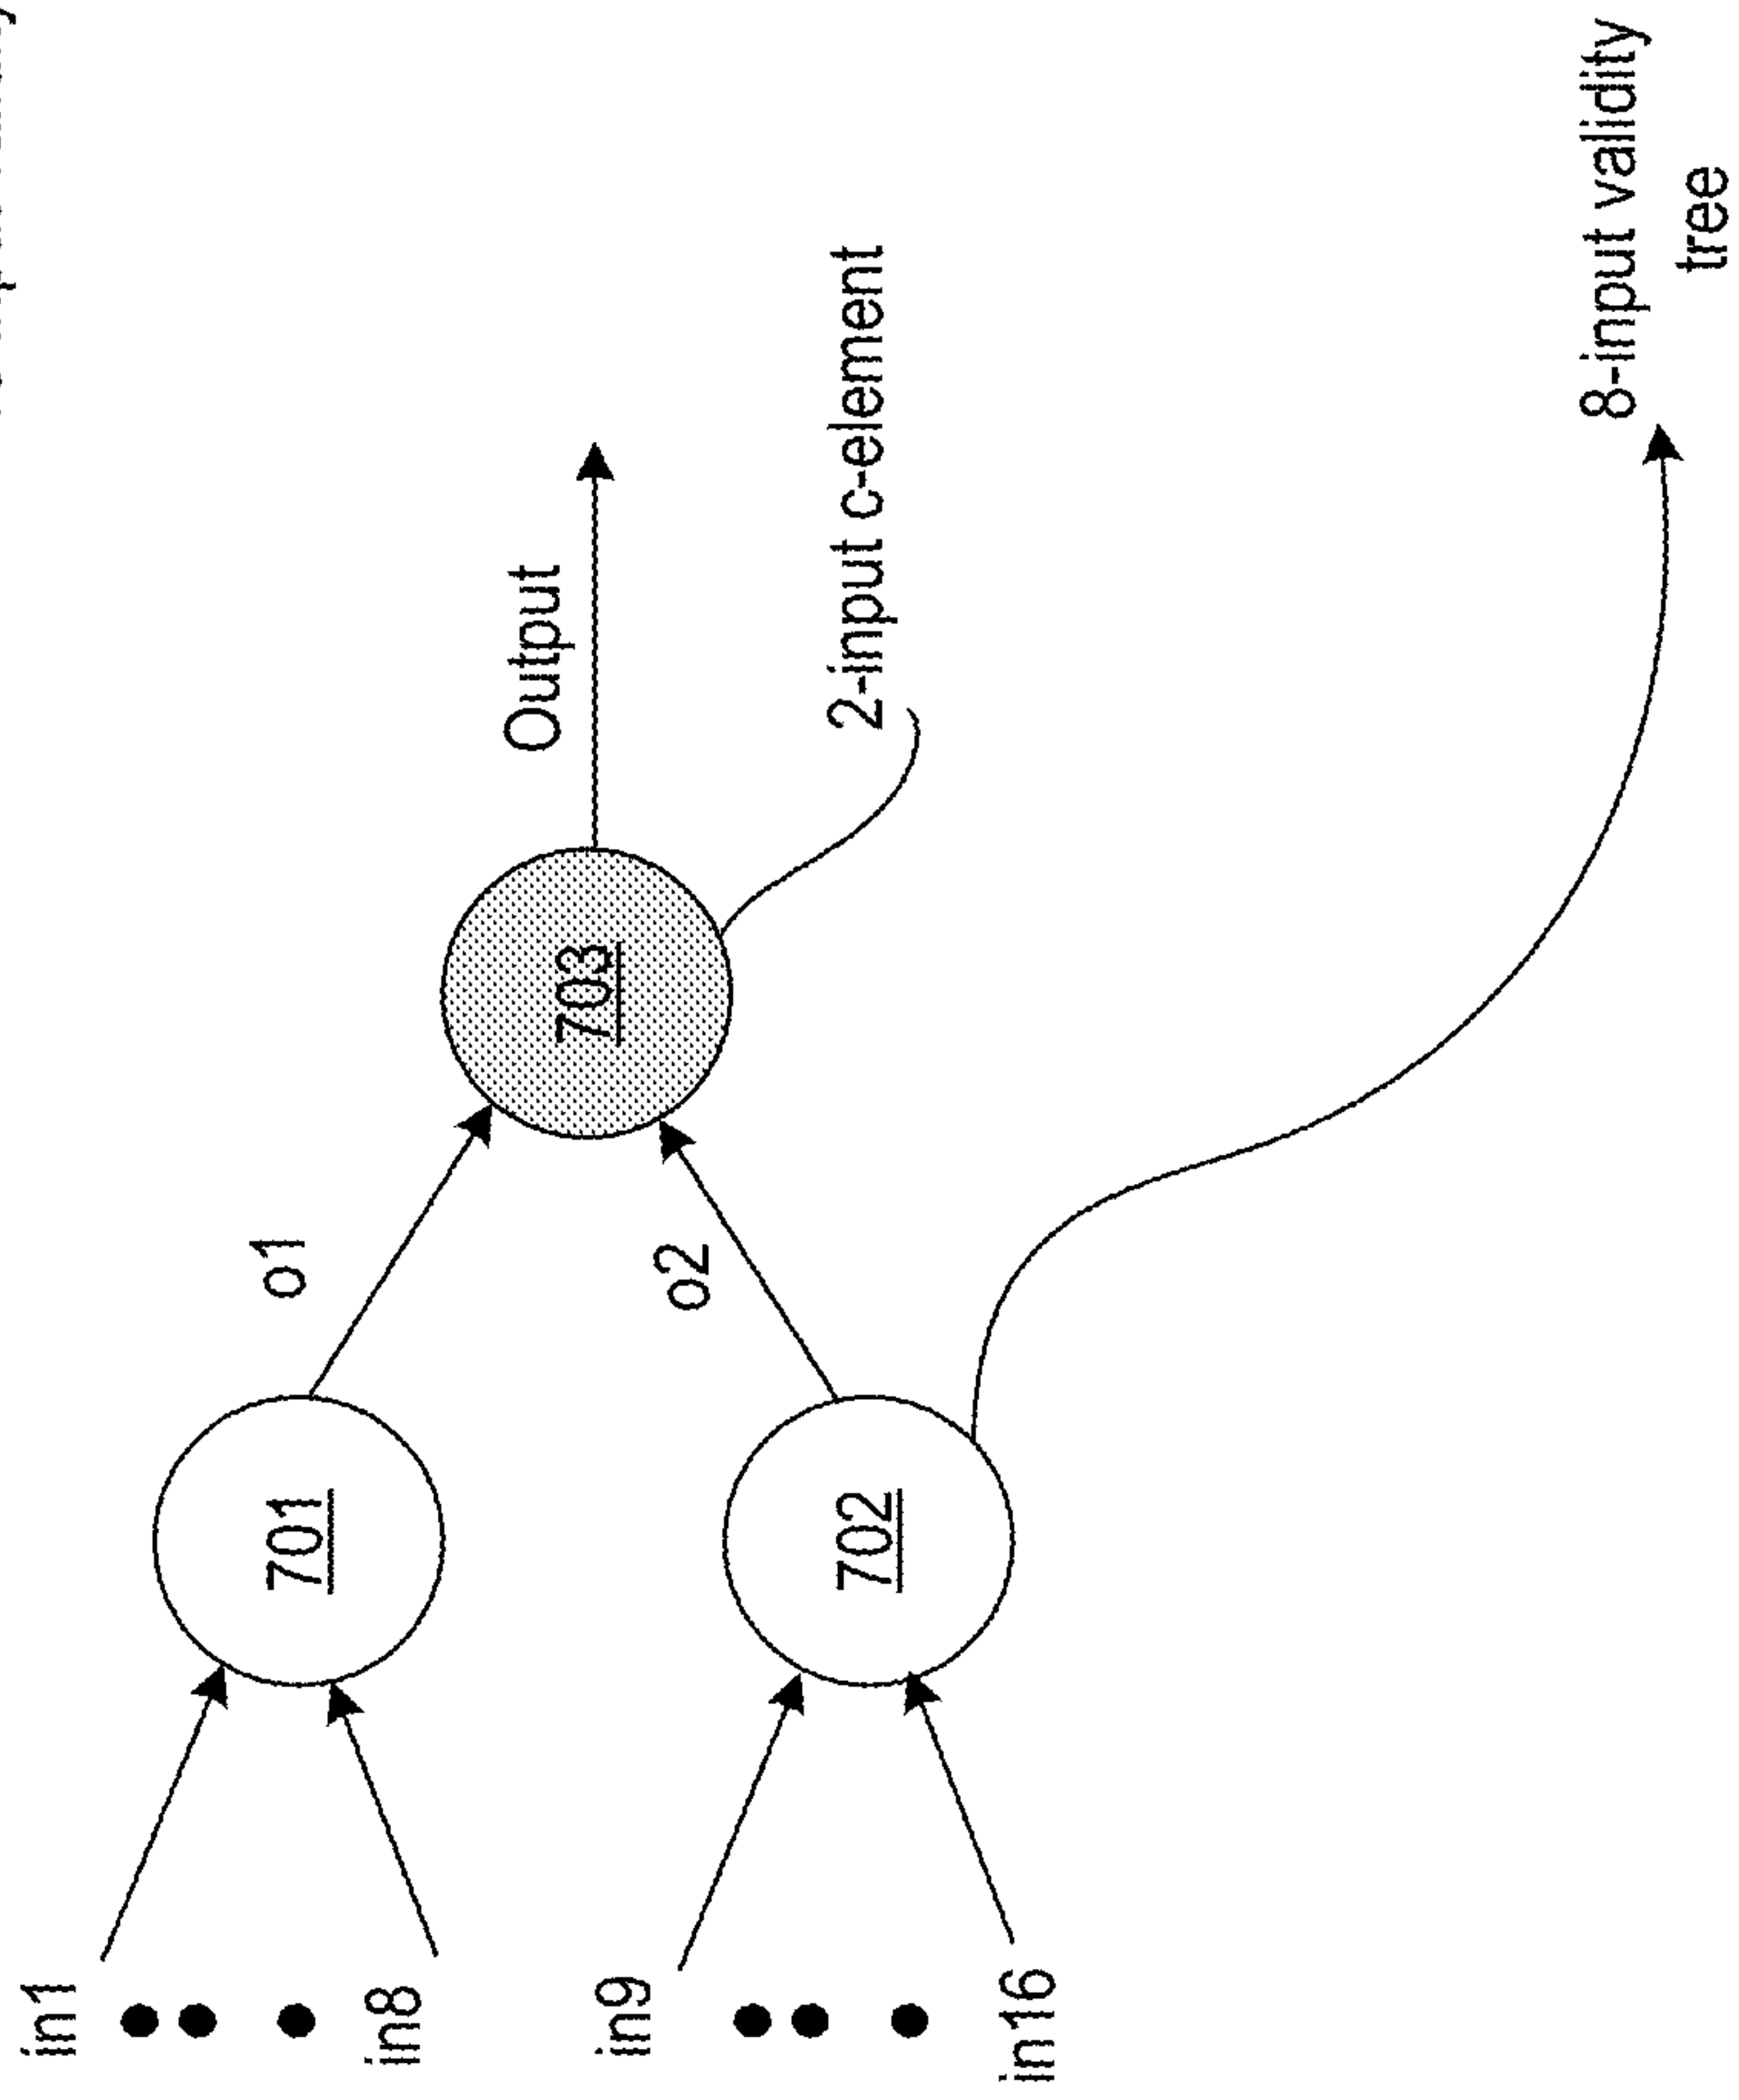 in1
in8
in9
in16
701
702
o1
o2
703
Output
2-input c-element
8-input validity
tree